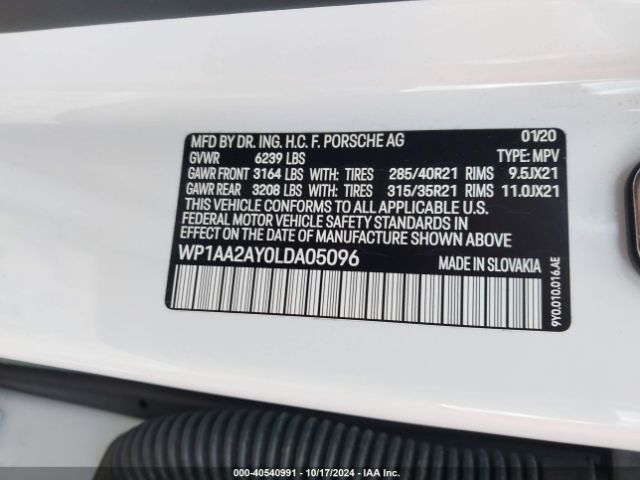 MFD BY DR. ING. H.C. F. PORSCHE AG 01/20
GVWR 6239 LBS TYPE: MPV
GAWR FRONT 3164 LBS WITH: TIRES 285/40R21 RIMS 9.5JX21
GAWR REAR 3208 LBS WITH: TIRES 315/35R21 RIMS 11.0JX21
THIS VEHICLE CONFORMS TO ALL APPLICABLE U.S.
FEDERAL MOTOR VEHICLE SAFETY STANDARDS IN
EFFECT ON THE DATE OF MANUFACTURE SHOWN ABOVE.
WP1AA2AY0LDA05096 MADE IN SLOVAKIA
9Y0.010.016.AE
000-40540991 - 10/17/2024 - IAA Inc.